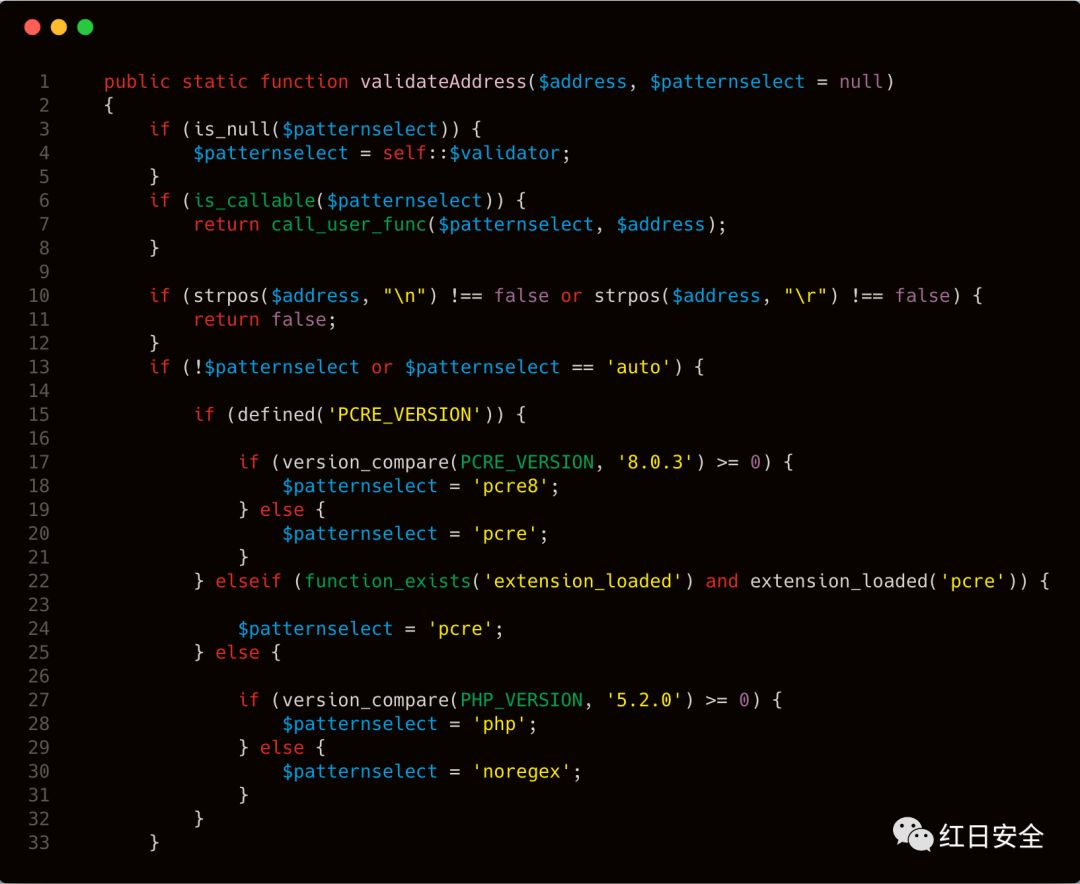 1 public static function validateAddress($address, $patternselect = null)
2 {
3 if (is_null($patternselect)) {
4 $patternselect = self::$validator;
5 }
6 if (is_callable($patternselect)) {
7 return call_user_func($patternselect, $address);
8 }
9
10 if (strpos($address, "\n") !== false or strpos($address, "\r") !== false) {
11 return false;
12 }
13 if (!$patternselect or $patternselect == 'auto') {
14
15 if (defined('PCRE_VERSION')) {
16
17 if (version_compare(PCRE_VERSION, '8.0.3') >= 0) {
18 $patternselect = 'pcre8';
19 } else {
20 $patternselect = 'pcre';
21 }
22 } elseif (function_exists('extension_loaded') and extension_loaded('pcre')) {
23
24 $patternselect = 'pcre';
25 } else {
26
27 if (version_compare(PHP_VERSION, '5.2.0') >= 0) {
28 $patternselect = 'php';
29 } else {
30 $patternselect = 'noregex';
31 }
32 }
33 }
红日安全